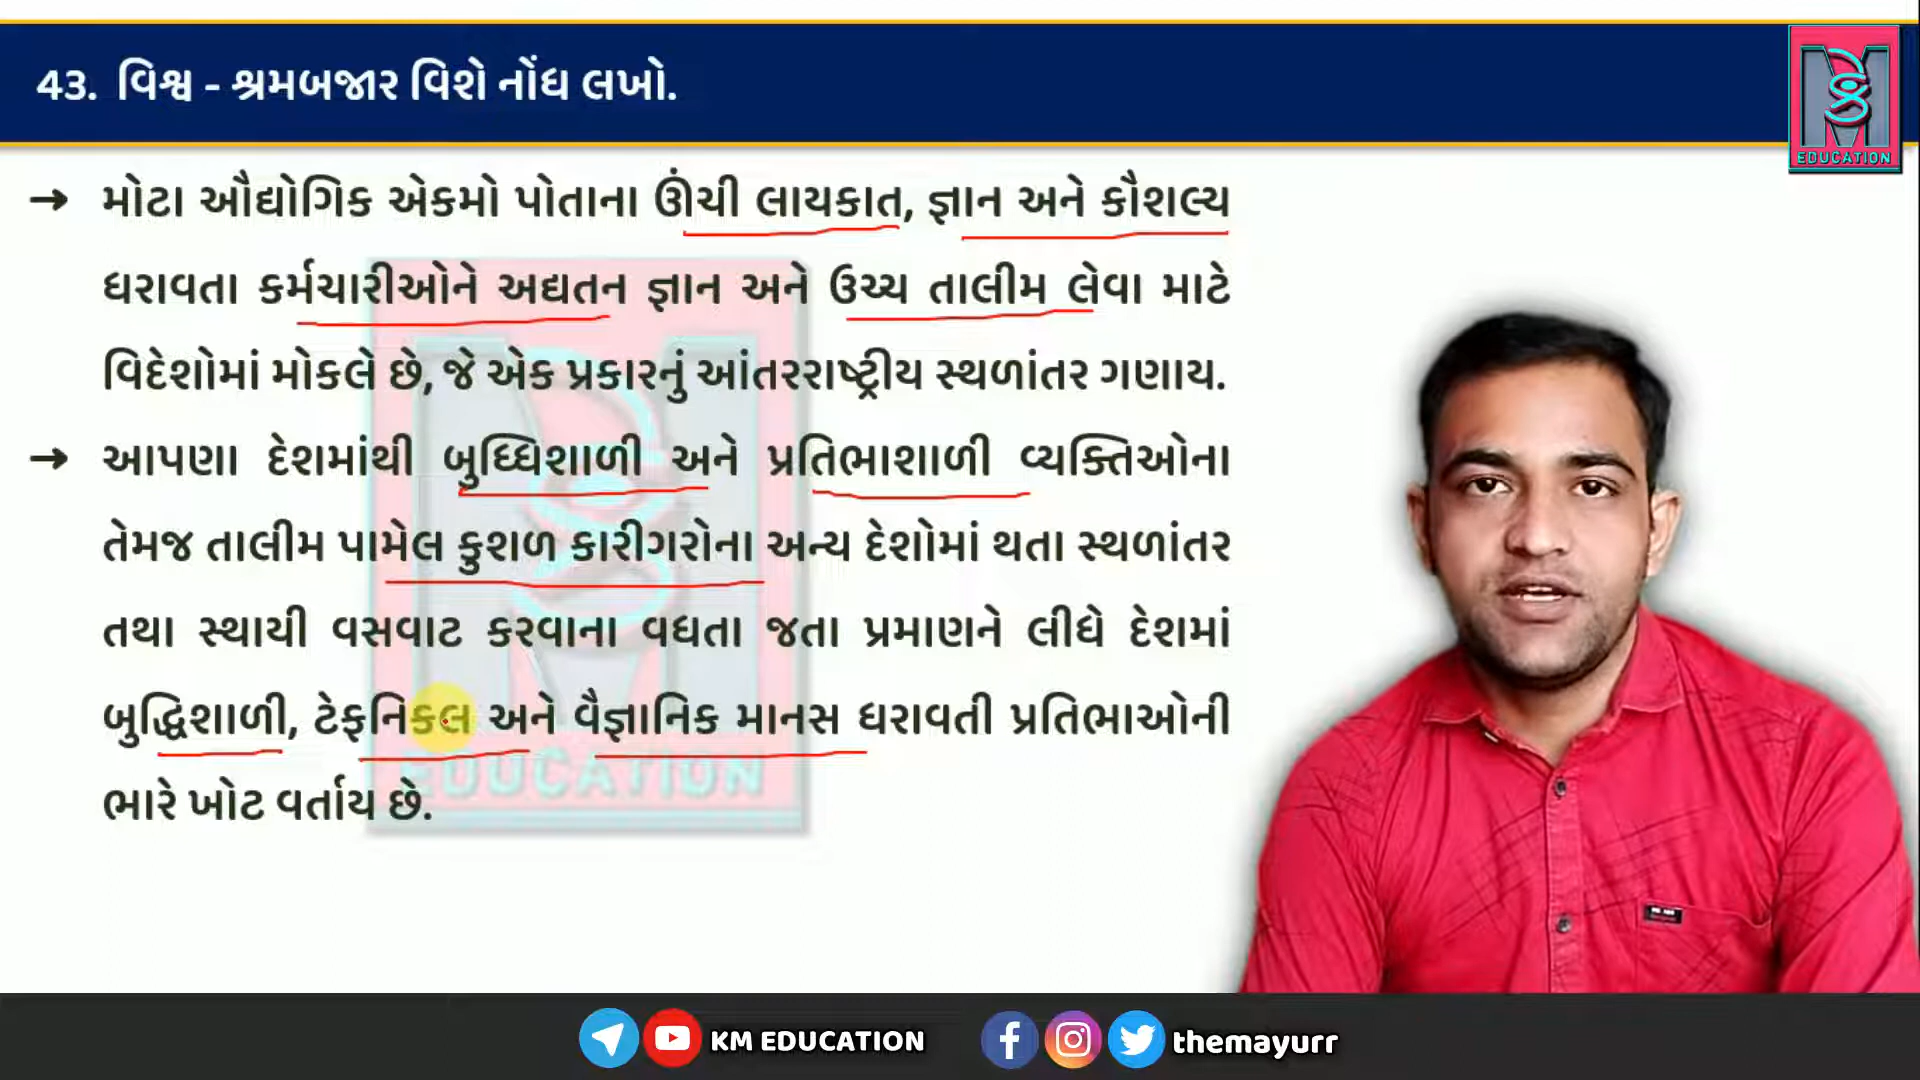 43. વિશ્વ - શ્રમબજાર વિશે નોંધ લખો.
EDUCATION
→ મોટા ઔદ્યોગિક એકમો પોતાના ઊંચી લાયકાત, જ્ઞાન અને કૌશલ્ય
ધરાવતા કર્મચારીઓને અદ્યતન જ્ઞાન અને ઉચ્ચ તાલીમ લેવા માટે
વિદેશોમાં મોકલે છે, જે એક પ્રકારનું આંતરરાષ્ટ્રીય સ્થળાંતર ગણાય.
→ આપણા દેશમાંથી બુધ્ધિશાળી અને પ્રતિભાશાળી વ્યક્તિઓના
તેમજ તાલીમ પામેલ કુશળ કારીગરોના અન્ય દેશોમાં થતા સ્થળાંતર
તથા સ્થાયી વસવાટ કરવાના વધતા જતા પ્રમાણને લીધે દેશમાં
બુદ્ધિશાળી, ટેકનિકલ અને વૈજ્ઞાનિક માનસ ધરાવતી પ્રતિભાઓની
EDUCATION
ભારે ખોટ વર્તાય છે.
KM EDUCATION themayurr